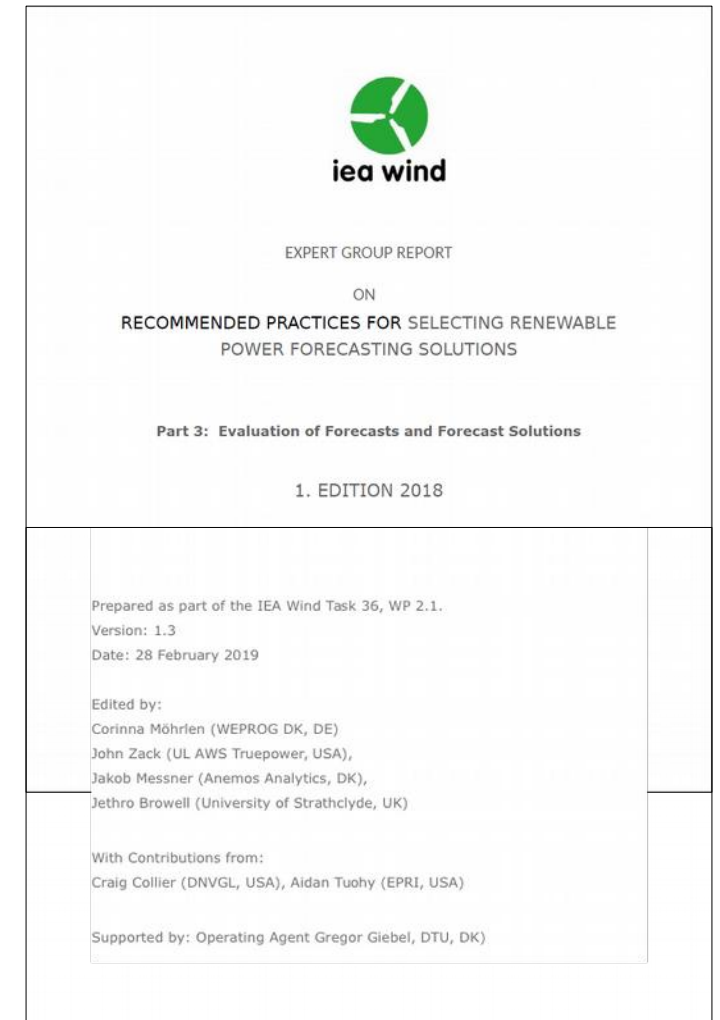 iea wind
EXPERT GROUP REPORT
ON
RECOMMENDED PRACTICES FOR SELECTING RENEWABLE
POWER FORECASTING SOLUTIONS
Part 3: Evaluation of Forecasts and Forecast Solutions
1. EDITION 2018
Prepared as part of the IEA Wind Task 36, WP 2.1.
Version: 1.3
Date: 28 February 2019
Edited by:
Corinna Möhrlen (WEPROG DK, DE)
John Zack (UL AWS Truepower, USA),
Jakob Messner (Anemos Analytics, DK),
Jethro Browell (University of Strathclyde, UK)
With Contributions from:
Craig Collier (DNVGL, USA), Aidan Tuohy (EPRI, USA)
Supported by: Operating Agent Gregor Giebel, DTU, DK)